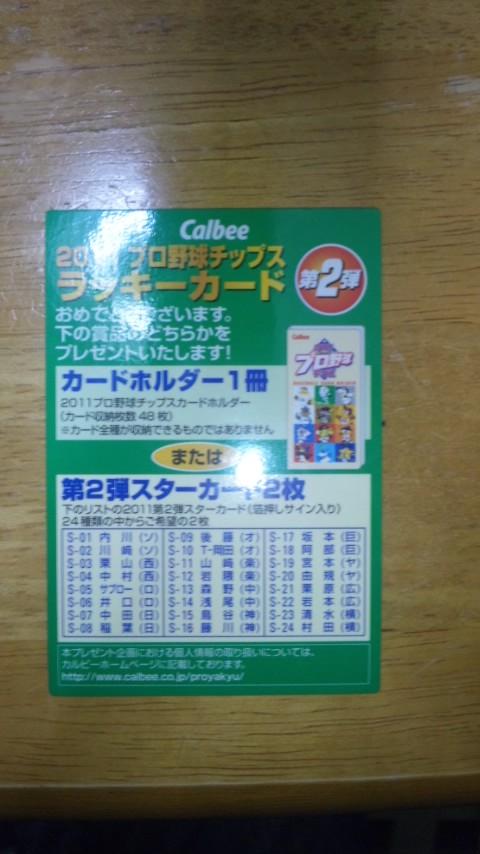 Calbee
2011 プロ野球チップス
ラッキーカード
第2弾
おめでとうございます。
下の賞品のどちらかを
プレゼントいたします!
カードホルダー1冊
2011プロ野球チップスカードホルダー
(カード収納枚数48枚)
※カード全種が収納できるものではありません
Calbee
プロ野球
または
第2弾スターカード2枚
下のリストの2011第2弾スターカード(箔押しサイン入り)
24種類の中からご希望の2枚
S-01 内 川(ソ) S-09 後 藤(オ) S-17 坂 本(巨)
S-02 川 﨑(ソ) S-10 T-岡田(オ) S-18 阿 部(巨)
S-03 栗 山(西) S-11 山 﨑(楽) S-19 宮 本(ヤ)
S-04 中 村(西) S-12 岩 隈(楽) S-20 由 規(ヤ)
S-05 サブロー(ロ) S-13 森 野(中) S-21 栗 原(広)
S-06 井 口(ロ) S-14 浅 尾(中) S-22 岩 本(広)
S-07 中 田(日) S-15 鳥 谷(神) S-23 清 水(横)
S-08 稲 葉(日) S-16 藤 川(神) S-24 村 田(横)
本プレゼント企画における個人情報の取り扱いについては、
カルビーホームページに記載しております。
http://www.calbee.co.jp/proyakyu/